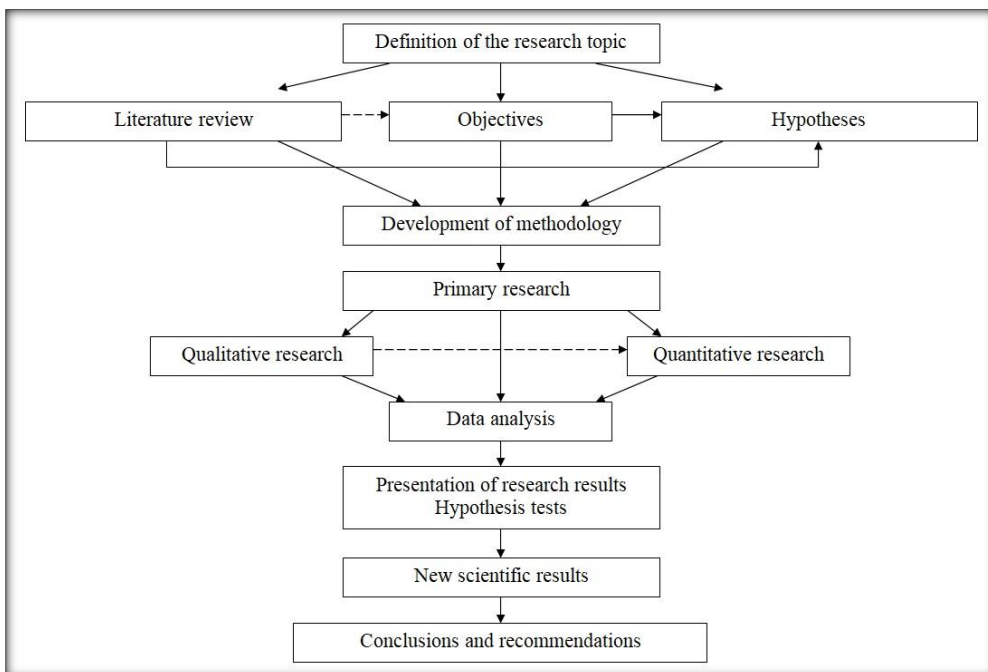 Definition of the research topic
Literature review
Objectives
Hypotheses
Development of methodology
Primary research
Qualitative research
Quantitative research
Data analysis
Presentation of research results
Hypothesis tests
New scientific results
Conclusions and recommendations